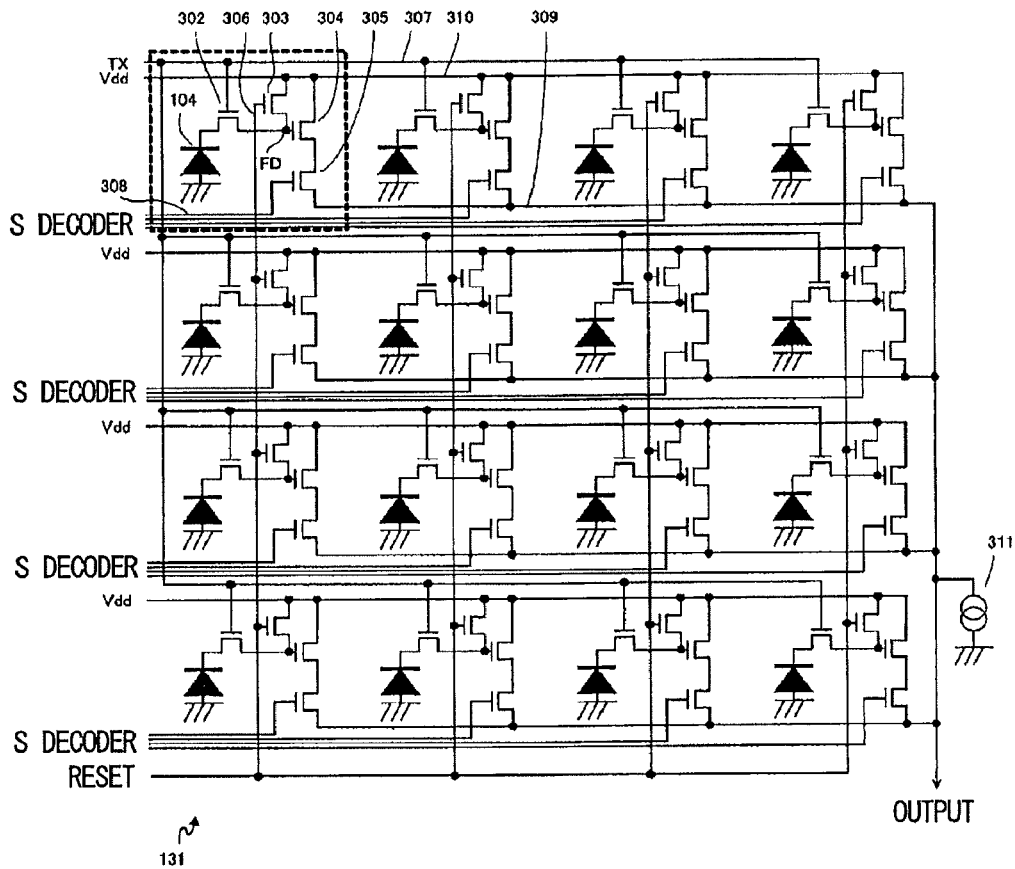 302 306 303 304 305 307 310 309
TX
Vdd
104
FD
308
S DECODER
Vdd
S DECODER
Vdd
S DECODER
311
Vdd
S DECODER
RESET
OUTPUT
131